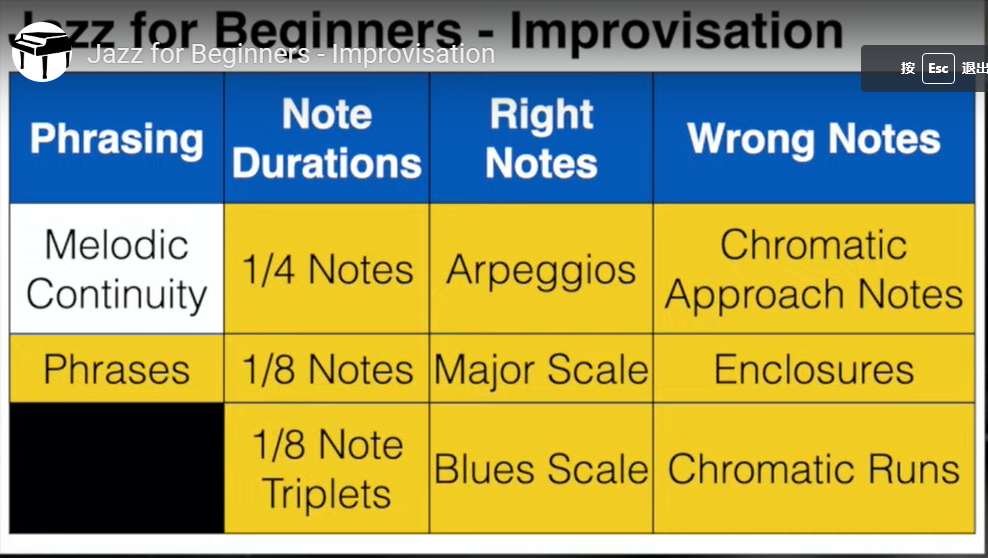 Jazz for Beginners - Improvisation
Jazz for Beginners - Improvisation
按 Esc 退出
Phrasing
Note
Durations
Right
Notes
Wrong Notes
Melodic
Continuity
1/4 Notes
Arpeggios
Chromatic
Approach Notes
Phrases
1/8 Notes
Major Scale
Enclosures
1/8 Note
Triplets
Blues Scale
Chromatic Runs